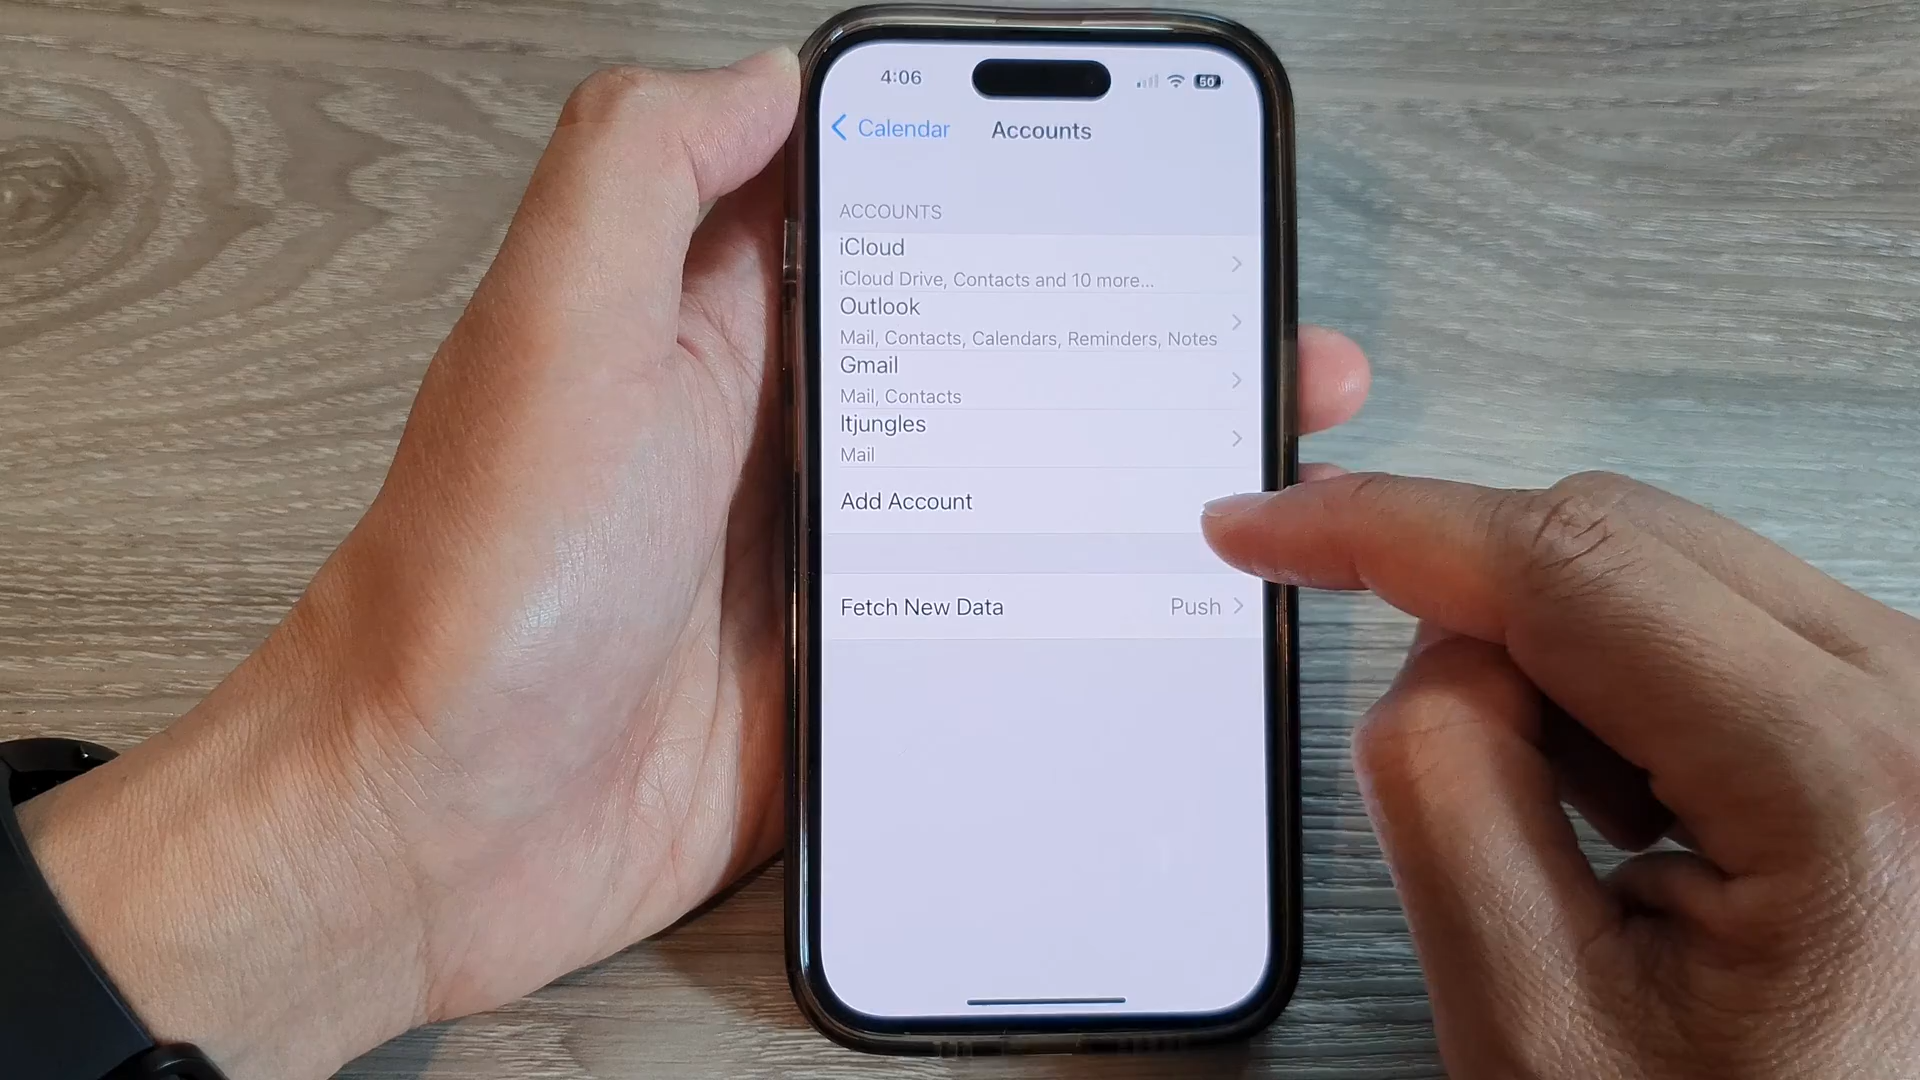 4:06
50
Calendar
Accounts
ACCOUNTS
iCloud
iCloud Drive, Contacts and 10 more...
Outlook
Mail, Contacts, Calendars, Reminders, Notes
Gmail
Mail, Contacts
Itjungles
Mail
Add Account
Fetch New Data
Push